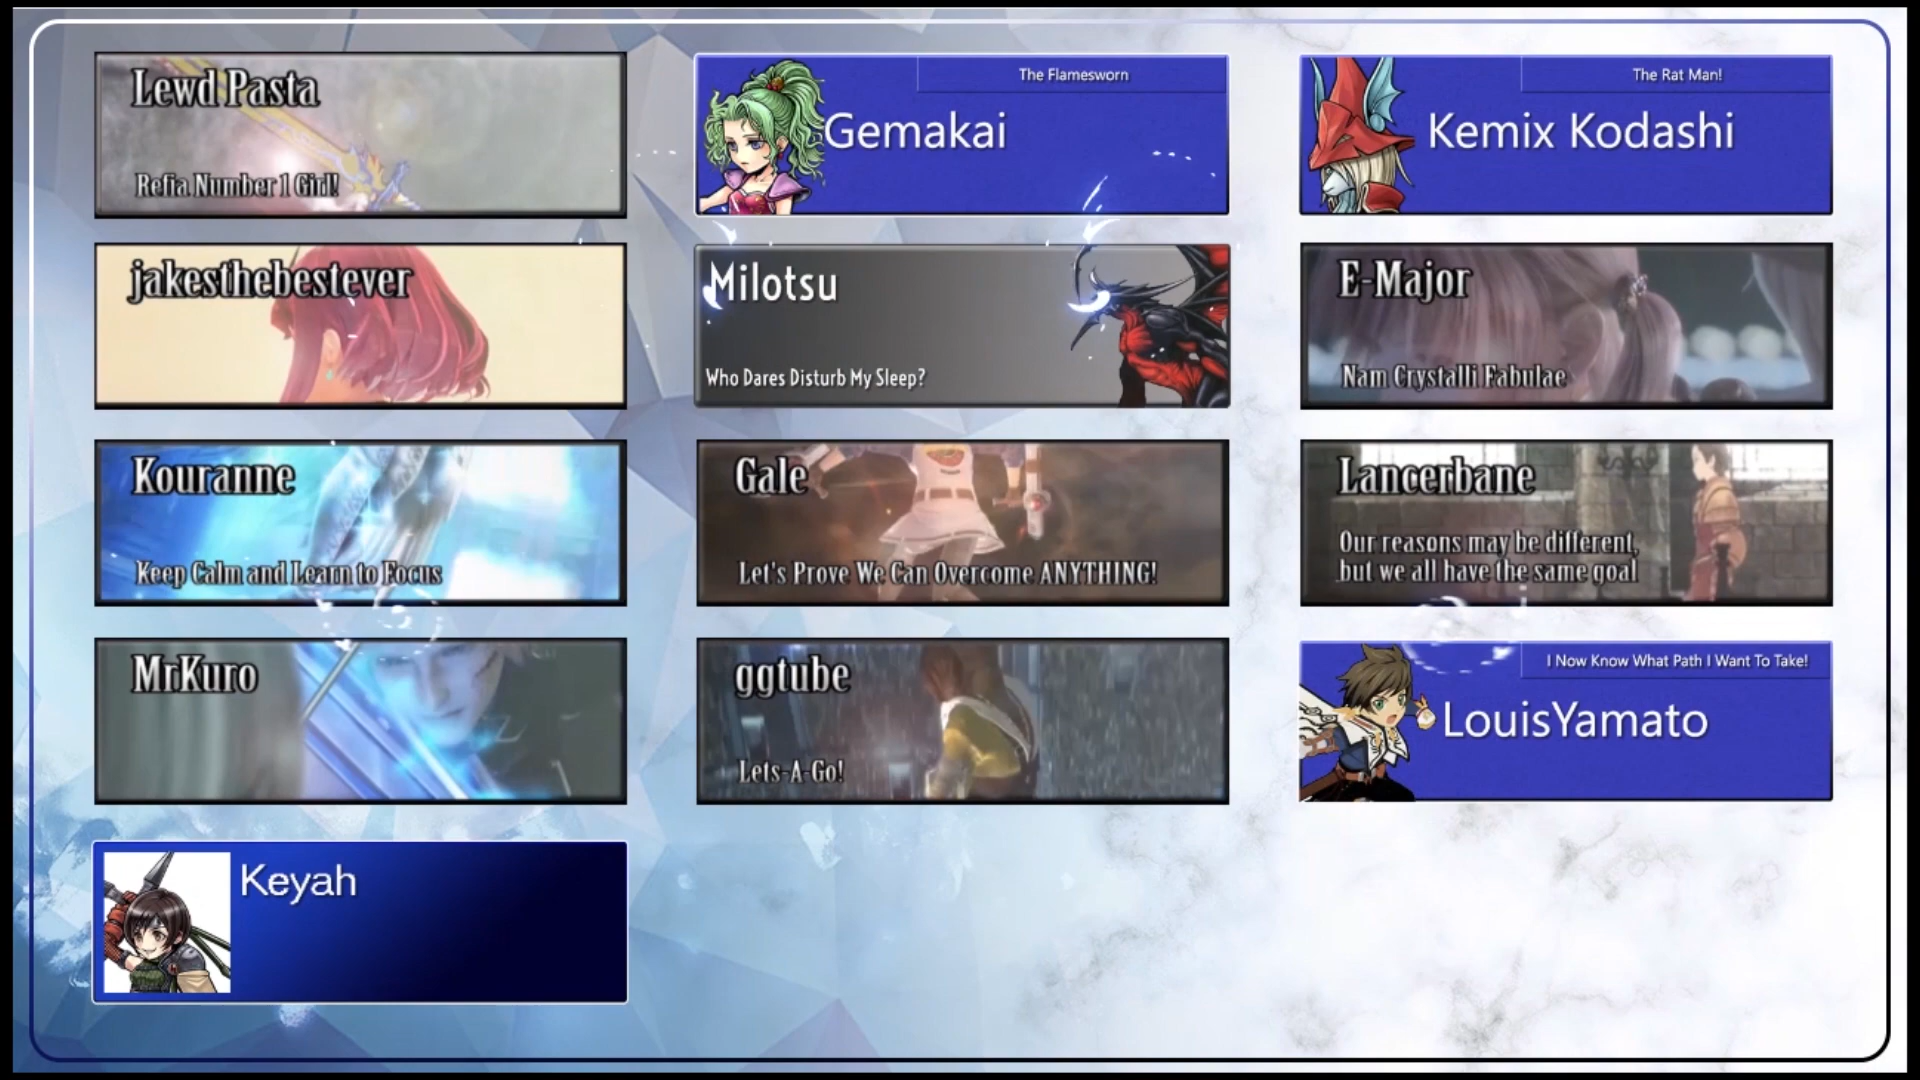 Lewd Pasta
Refia Number 1 Girl!
The Flamesworn
Gemakai
The Rat Man!
Kemix Kodashi
jakesthebestever
Milotsu
Who Dares Disturb My Sleep?
E-Major
Nam Crystalli Fabulae
Kouranne
Keep Calm and Learn to Focus
Gale
Let's Prove We Can Overcome ANYTHING!
Lancerbane
Our reasons may be different,
but we all have the same goal
MrKuro
ggtube
Lets-A-Go!
I Now Know What Path I Want To Take!
LouisYamato
Keyah